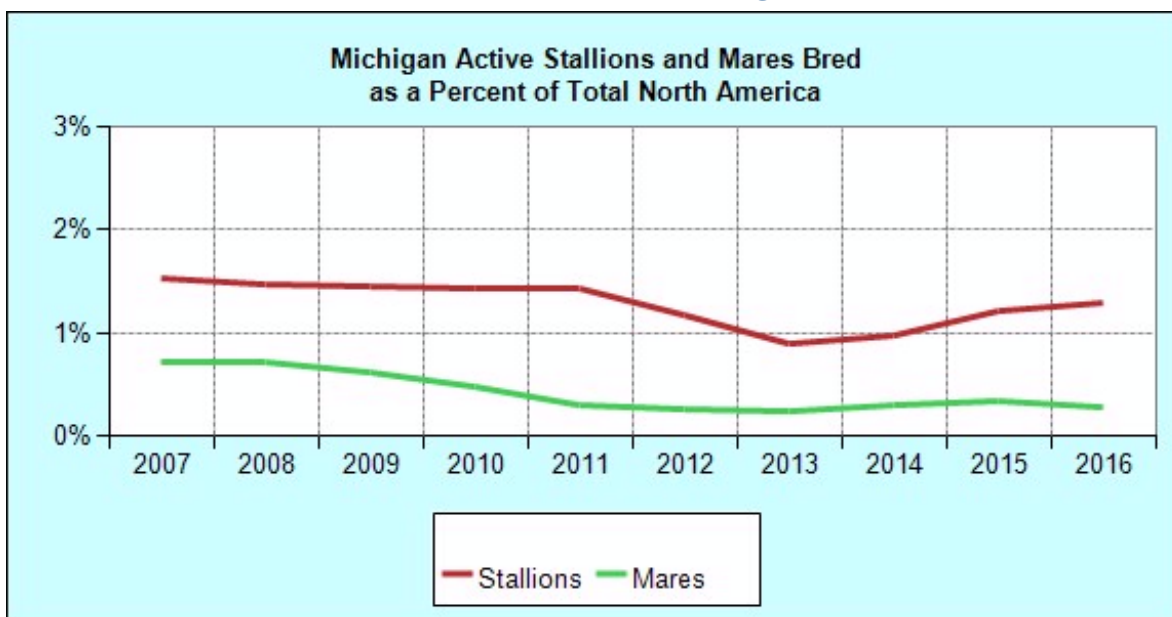 Michigan Active Stallions and Mares Bred
as a Percent of Total North America
3%
2%
1%
0%
2007 2008 2009 2010 2011 2012 2013 2014 2015 2016
Stallions Mares